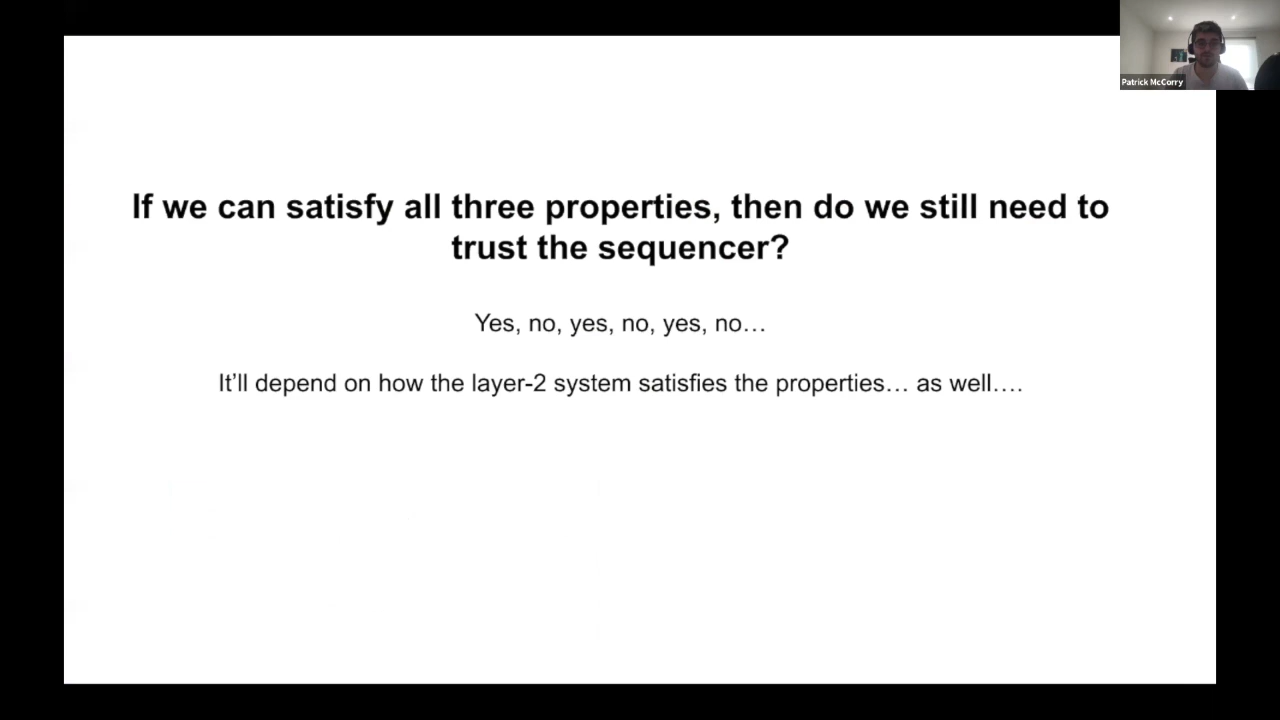 Patrick McCorry
If we can satisfy all three properties, then do we still need to
trust the sequencer?
Yes, no, yes, no, yes, no…
It’ll depend on how the layer-2 system satisfies the properties… as well….